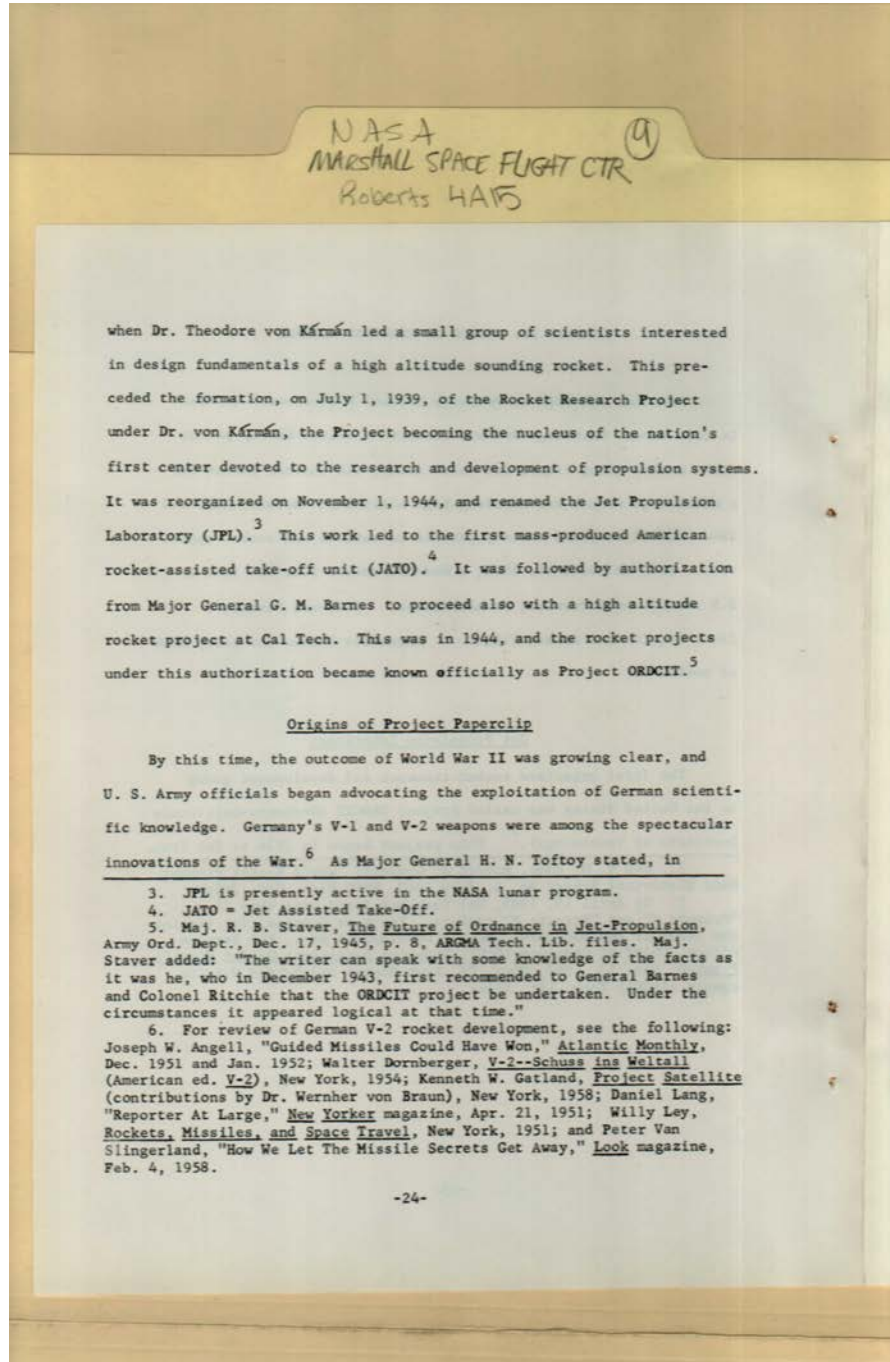 NASA
MARSHALL SPACE FLIGHT CTR
9
Roberts 4A15
when Dr. Theodore von Kármán led a small group of scientists interested
in design fundamentals of a high altitude sounding rocket. This pre-
ceded the formation, on July 1, 1939, of the Rocket Research Project
under Dr. von Kármán, the Project becoming the nucleus of the nation's
first center devoted to the research and development of propulsion systems.
It was reorganized on November 1, 1944, and renamed the Jet Propulsion
Laboratory (JPL).3 This work led to the first mass-produced American
rocket-assisted take-off unit (JATO).4 It was followed by authorization
from Major General G. M. Barnes to proceed also with a high altitude
rocket project at Cal Tech. This was in 1944, and the rocket projects
under this authorization became known officially as Project ORDCIT.5
Origins of Project Paperclip
By this time, the outcome of World War II was growing clear, and
U. S. Army officials began advocating the exploitation of German scienti-
fic knowledge. Germany's V-1 and V-2 weapons were among the spectacular
innovations of the War.6 As Major General H. N. Toftoy stated, in
3. JPL is presently active in the NASA lunar program.
4. JATO = Jet Assisted Take-Off.
5. Maj. R. B. Staver, The Future of Ordnance in Jet-Propulsion,
Army Ord. Dept., Dec. 17, 1945, p. 8, ARGMA Tech. Lib. files. Maj.
Staver added: "The writer can speak with some knowledge of the facts as
it was he, who in December 1943, first recommended to General Barnes
and Colonel Ritchie that the ORDCIT project be undertaken. Under the
circumstances it appeared logical at that time."
6. For review of German V-2 rocket development, see the following:
Joseph W. Angell, "Guided Missiles Could Have Won," Atlantic Monthly,
Dec. 1951 and Jan. 1952; Walter Dornberger, V-2--Schuss ins Weltall
(American ed. V-2), New York, 1954; Kenneth W. Gatland, Project Satellite
(contributions by Dr. Wernher von Braun), New York, 1958; Daniel Lang,
"Reporter At Large," New Yorker magazine, Apr. 21, 1951; Willy Ley,
Rockets, Missiles, and Space Travel, New York, 1951; and Peter Van
Slingerland, "How We Let The Missile Secrets Get Away," Look magazine,
Feb. 4, 1958.
-24-